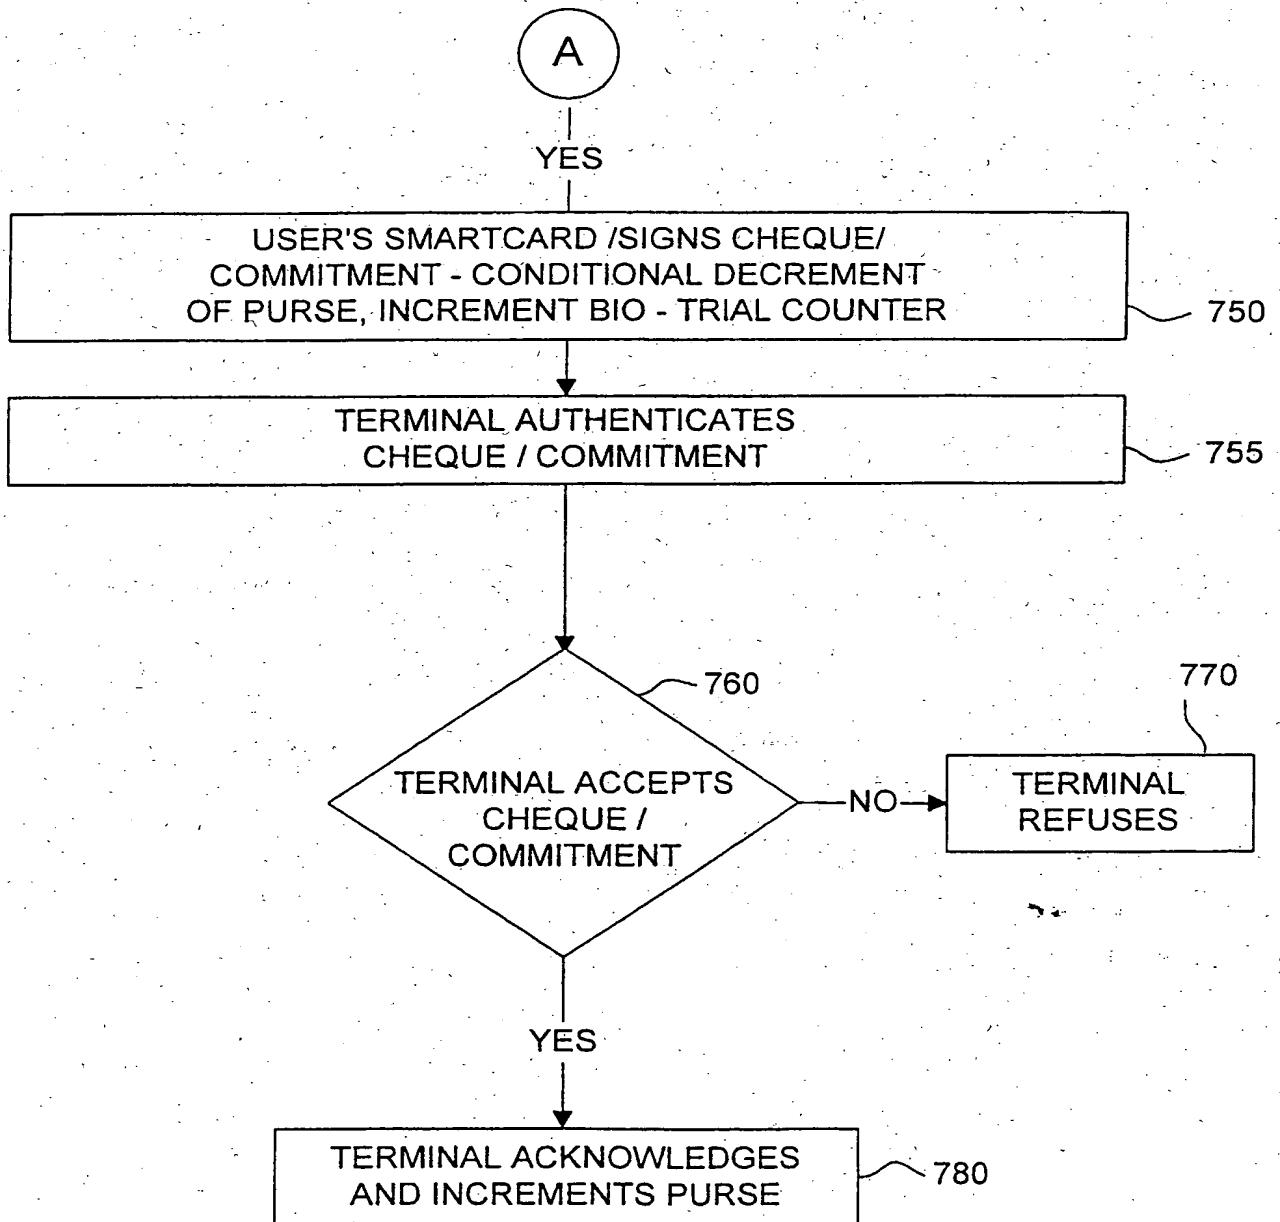 A
YES
USER'S SMARTCARD /SIGNS CHEQUE/
COMMITMENT - CONDITIONAL DECREMENT
OF PURSE, INCREMENT BIO - TRIAL COUNTER
750
TERMINAL AUTHENTICATES
CHEQUE / COMMITMENT
755
760
770
TERMINAL ACCEPTS
CHEQUE /
COMMITMENT
NO
TERMINAL
REFUSES
YES
TERMINAL ACKNOWLEDGES
AND INCREMENTS PURSE
780